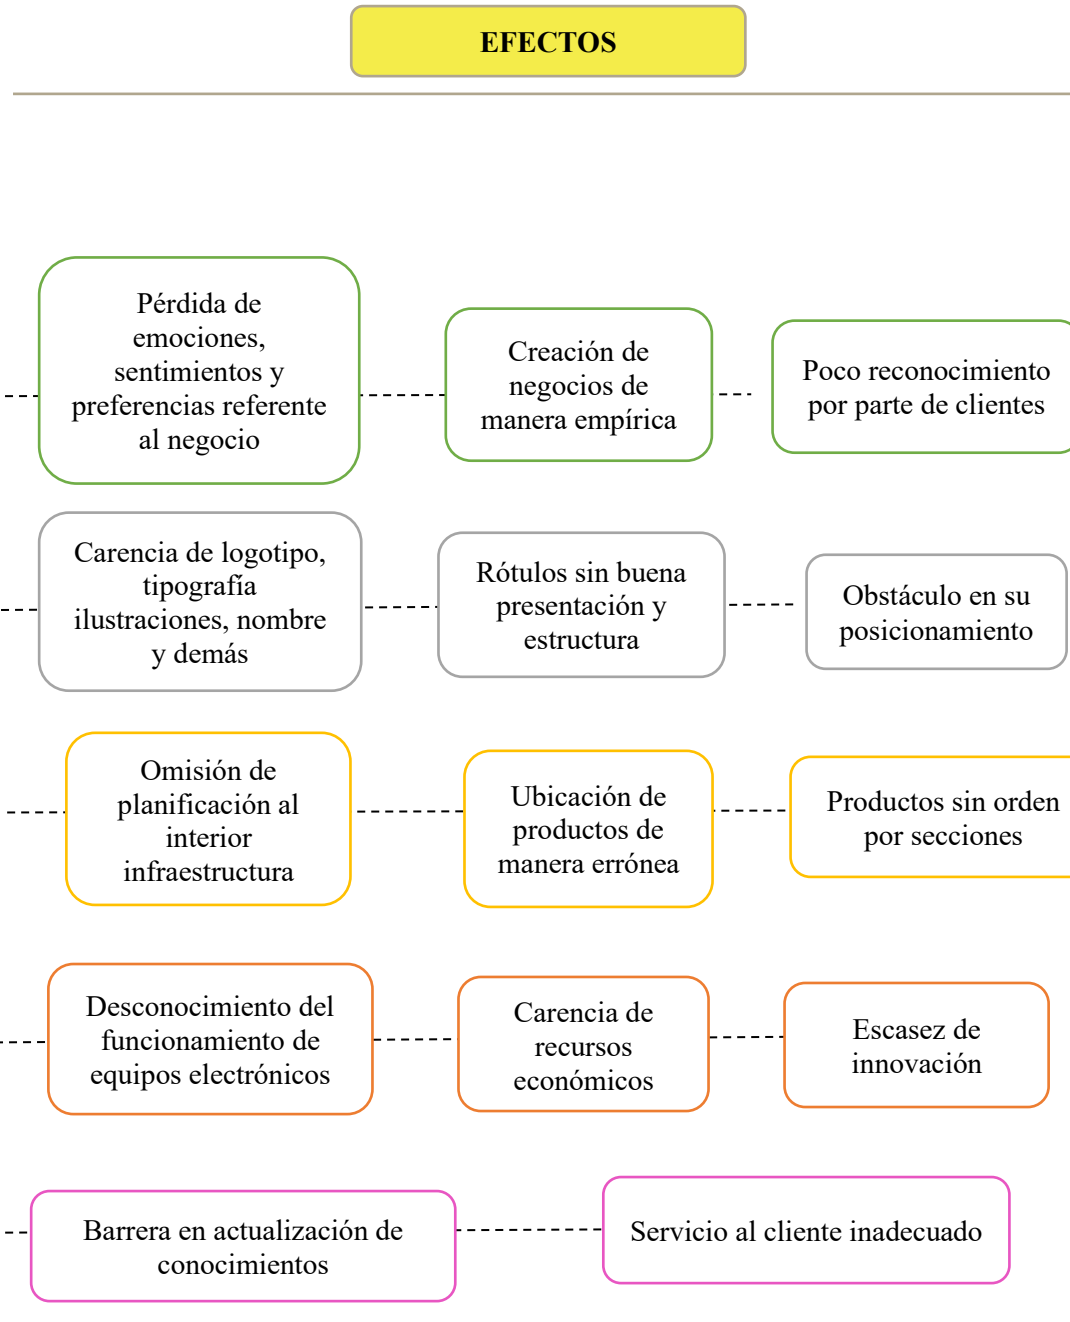 EFECTOS
Pérdida de
emociones,
sentimientos y
preferencias referente
al negocio
Creación de
negocios de
manera empírica
Poco reconocimiento
por parte de clientes
Carencia de logotipo,
tipografía
ilustraciones, nombre
y demás
Rótulos sin buena
presentación y
estructura
Obstáculo en su
posicionamiento
Omisión de
planificación al
interior
infraestructura
Ubicación de
productos de
manera errónea
Productos sin orden
por secciones
Desconocimiento del
funcionamiento de
equipos electrónicos
Carencia de
recursos
económicos
Escasez de
innovación
Barrera en actualización de
conocimientos
Servicio al cliente inadecuado